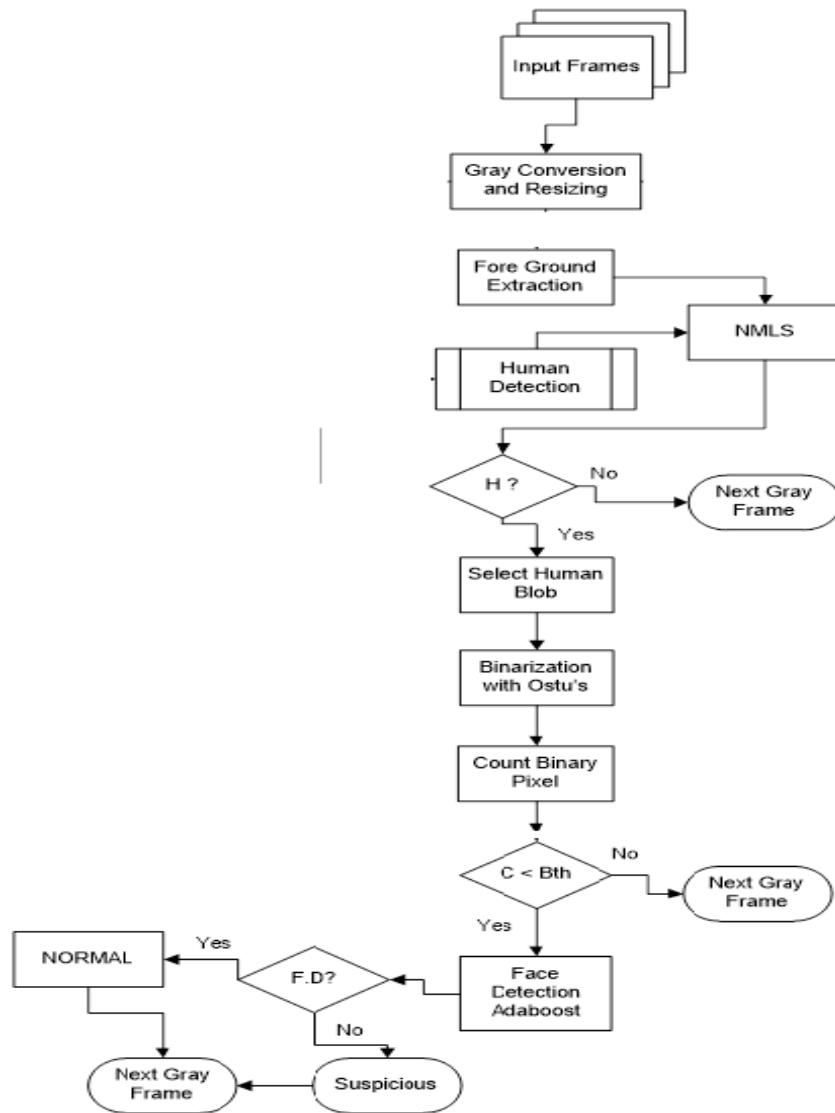 Input Frames
Gray Conversion
and Resizing
Fore Ground
Extraction
NMLS
Human
Detection
H ?
No
Next Gray
Frame
Yes
Select Human
Blob
Binarization
with Ostu's
Count Binary
Pixel
C < Bth
No
Next Gray
Frame
Yes
Face
Detection
Adaboost
F.D?
Yes
NORMAL
No
Suspicious
Next Gray
Frame